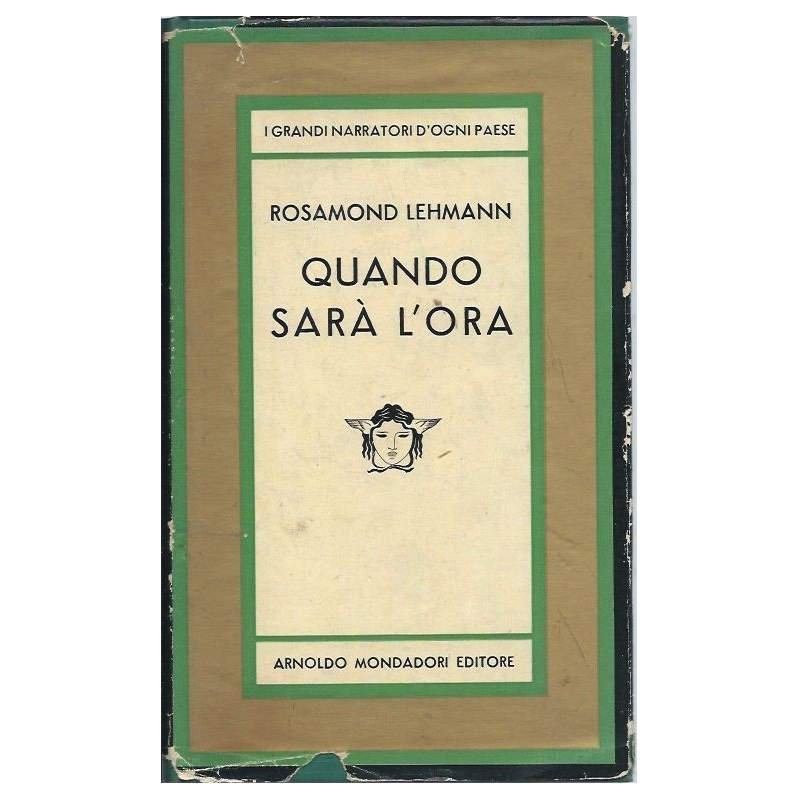 I GRANDI NARRATORI D'OGNI PAESE
ROSAMOND LEHMANN
QUANDO
SARÀ L'ORA
ARNOLDO MONDADORI EDITORE